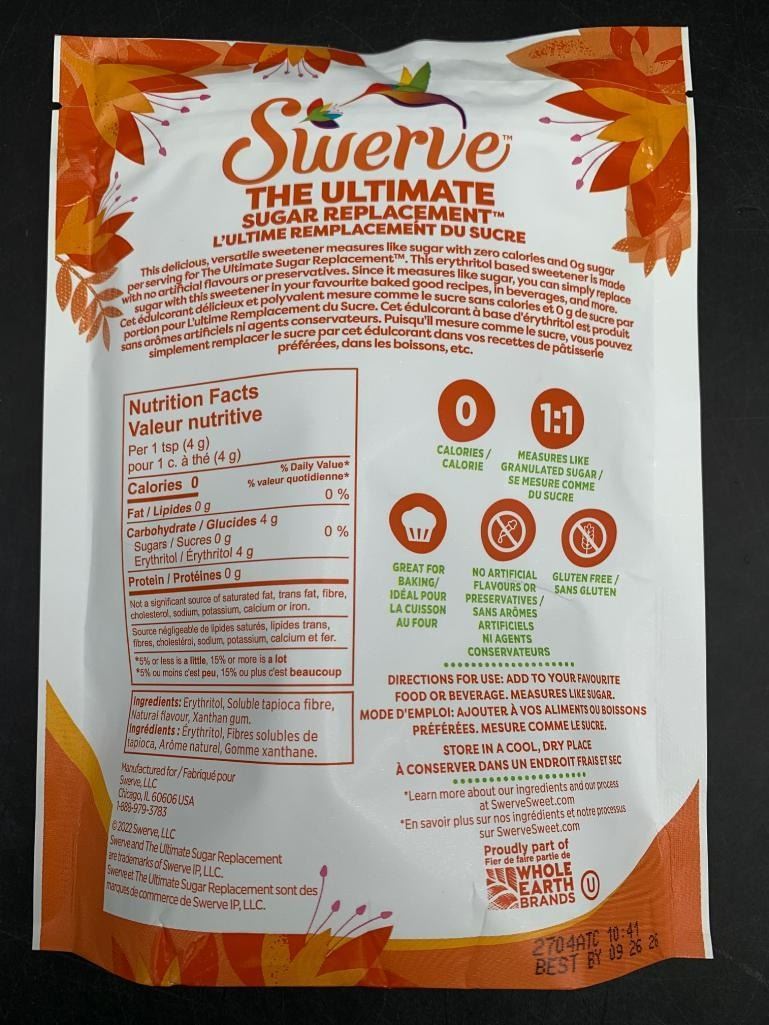 Swerve™
THE ULTIMATE
SUGAR REPLACEMENT™
L'ULTIME REMPLACEMENT DU SUCRE
This delicious, versatile sweetener measures like sugar with zero calories and 0g sugar
per serving for The Ultimate Sugar Replacement™. This erythritol based sweetener is made
with no artificial flavours or preservatives. Since it measures like sugar, you can simply replace
sugar with this sweetener in your favourite baked good recipes, in beverages, and more.
Cet édulcorant délicieux et polyvalent mesure comme le sucre sans calories et 0 g de sucre par
portion pour L'ultime Remplacement du Sucre. Cet édulcorant à base d'érythritol est produit
sans arômes artificiels ni agents conservateurs. Puisqu'il mesure comme le sucre, vous pouvez
simplement remplacer le sucre par cet édulcorant dans vos recettes de pâtisserie
préférées, dans les boissons, etc.
Nutrition Facts
Valeur nutritive
Per 1 tsp (4 g)
pour 1 c. à thé (4 g)
Calories 0
% Daily Value*
% valeur quotidienne*
Fat / Lipides 0 g 0 %
Carbohydrate / Glucides 4 g
Sugars / Sucres 0 g 0 %
Erythritol / Érythritol 4 g
Protein / Protéines 0 g
Not a significant source of saturated fat, trans fat, fibre,
cholesterol, sodium, potassium, calcium or iron.
Source négligeable de lipides saturés, lipides trans,
fibres, cholestérol, sodium, potassium, calcium et fer.
*5% or less is a little, 15% or more is a lot
*5% ou moins c'est peu, 15% ou plus c'est beaucoup
Ingredients: Erythritol, Soluble tapioca fibre,
Natural flavour, Xanthan gum.
Ingrédients : Érythritol, Fibres solubles de
tapioca, Arôme naturel, Gomme xanthane.
Manufactured for / Fabriqué pour
Swerve, LLC
Chicago, IL 60606 USA
1-888-979-3783
© 2022 Swerve, LLC
Swerve and The Ultimate Sugar Replacement
are trademarks of Swerve IP, LLC.
Swerve et The Ultimate Sugar Replacement sont des
marques de commerce de Swerve IP, LLC.
0
CALORIES /
CALORIE
1:1
MEASURES LIKE
GRANULATED SUGAR /
SE MESURE COMME
DU SUCRE
GREAT FOR
BAKING/
IDÉAL POUR
LA CUISSON
AU FOUR
NO ARTIFICIAL
FLAVOURS OR
PRESERVATIVES /
SANS ARÔMES
ARTIFICIELS
NI AGENTS
CONSERVATEURS
GLUTEN FREE /
SANS GLUTEN
DIRECTIONS FOR USE: ADD TO YOUR FAVOURITE
FOOD OR BEVERAGE. MEASURES LIKE SUGAR.
MODE D'EMPLOI: AJOUTER À VOS ALIMENTS OU BOISSONS
PRÉFÉRÉES. MESURE COMME LE SUCRE.
STORE IN A COOL, DRY PLACE
À CONSERVER DANS UN ENDROIT FRAIS ET SEC
*Learn more about our ingredients and our process
at SwerveSweet.com
*En savoir plus sur nos ingrédients et notre processus
sur SwerveSweet.com
Proudly part of
Fier de faire partie de
WHOLE
EARTH
BRANDS
U
2704ATC 10:41
BEST BY 09 26 26